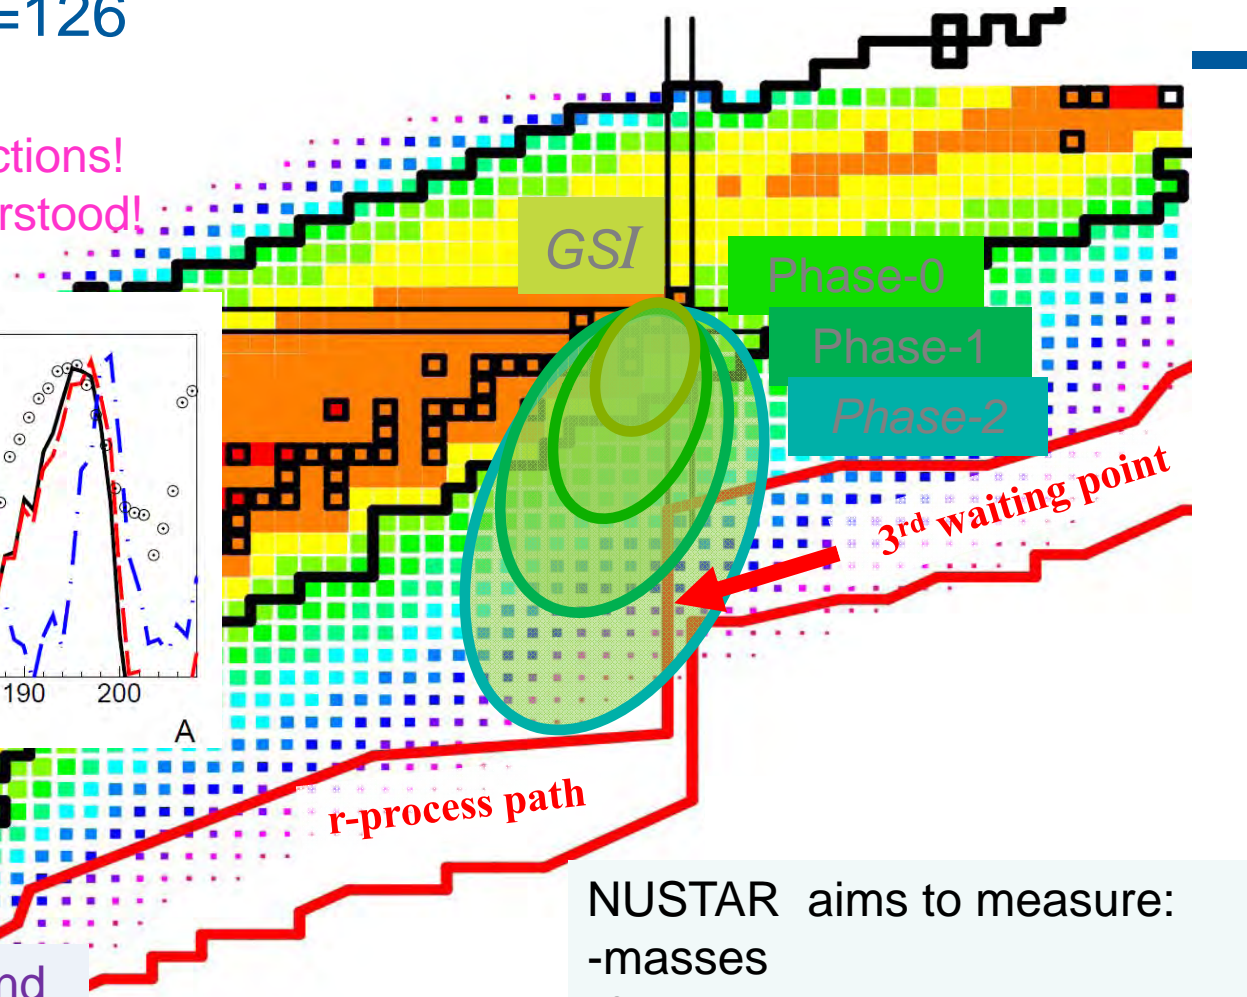 =126
ctions!
rstood!
GSI
Phase-0
Phase-1
Phase-2
3rd waiting point
190 200
A
r-process path
NUSTAR aims to measure:
-masses
nd